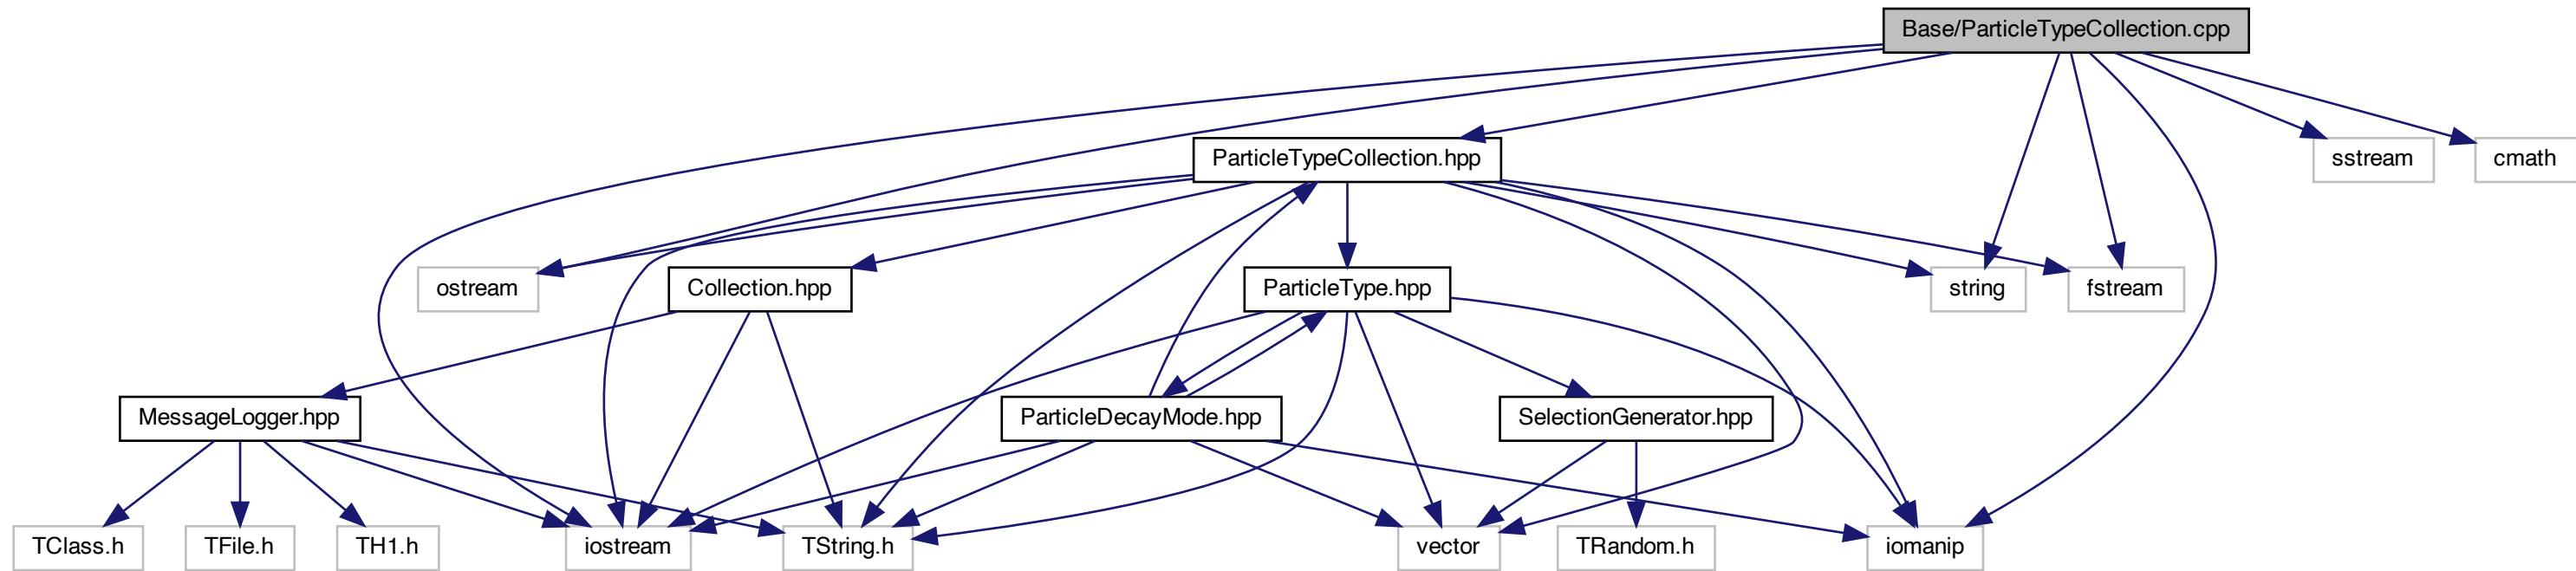 Base/ParticleTypeCollection.cpp
ParticleTypeCollection.hpp
sstream
cmath
ostream
Collection.hpp
ParticleType.hpp
string
fstream
MessageLogger.hpp
ParticleDecayMode.hpp
SelectionGenerator.hpp
TClass.h
TFile.h
TH1.h
iostream
TString.h
vector
TRandom.h
iomanip